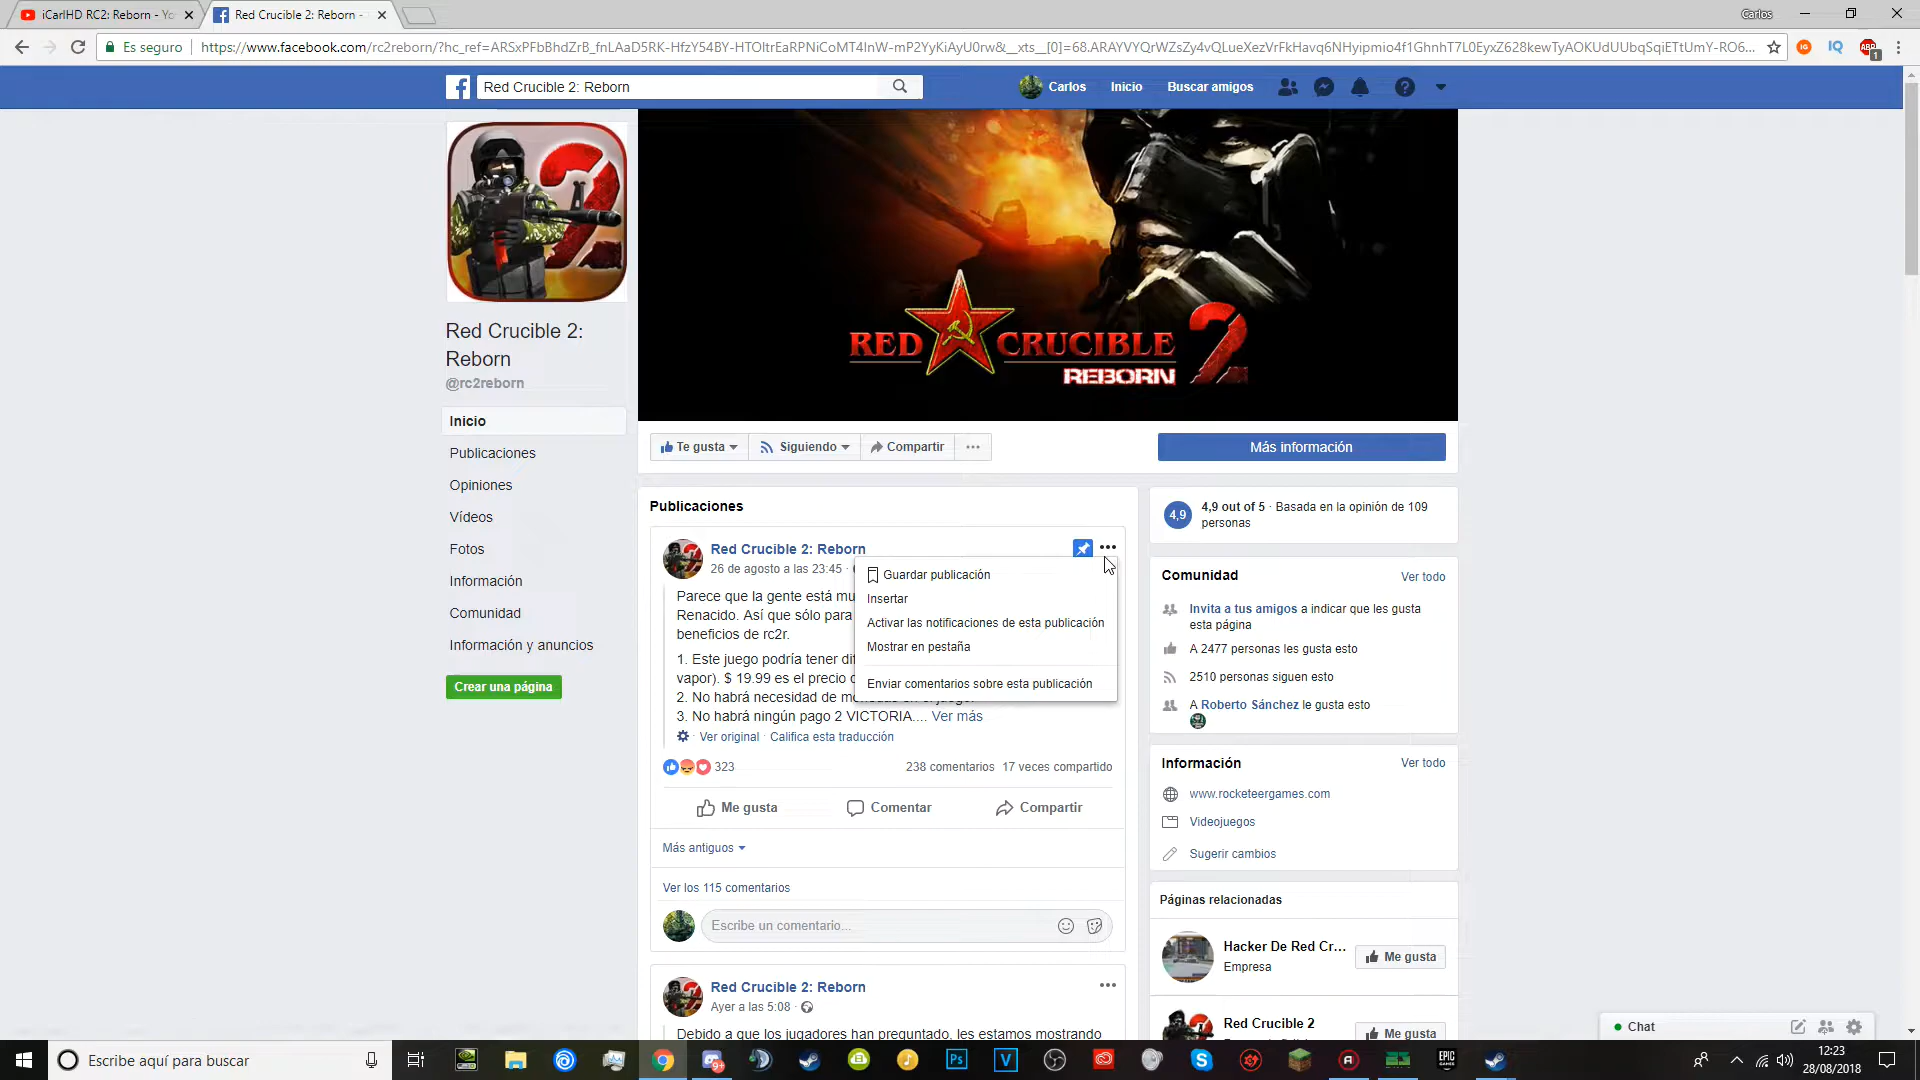 iCarlHD RC2: Reborn - Yo
Red Crucible 2: Reborn -
Carlos
Es seguro
https://www.facebook.com/rc2reborn/?hc_ref=
Red Crucible 2: Reborn
Carlos
Inicio
Buscar amigos
2
RED CRUCIBLE 2
REBORN
Red Crucible 2:
Reborn
@rc2reborn
Inicio
Publicaciones
Opiniones
Vídeos
Fotos
Información
Comunidad
Información y anuncios
Crear una página
Te gusta
Siguiendo
Compartir
Más información
Publicaciones
Red Crucible 2: Reborn
26 de agosto a las 23:45 ·
Parece que la gente está mu
Renacido. Así que sólo para
beneficios de rc2r.
1. Este juego podría tener di
vapor). $ 19.99 es el precio
2. No habrá necesidad de
3. No habrá ningún pago 2 VICTORIA.... Ver más
Guardar publicación
Insertar
Activar las notificaciones de esta publicación
Mostrar en pestaña
Enviar comentarios sobre esta publicación
· Ver original · Califica esta traducción
323
238 comentarios 17 veces compartido
Me gusta
Comentar
Compartir
Más antiguos
Ver los 115 comentarios
Escribe un comentario...
Red Crucible 2: Reborn
Ayer a las 5:08 ·
Debido a que los jugadores han preguntado, les estamos mostrando
4,9
4,9 out of 5 · Basada en la opinión de 109
personas
Comunidad
Ver todo
Invita a tus amigos a indicar que les gusta
esta página
A 2477 personas les gusta esto
2510 personas siguen esto
A Roberto Sánchez le gusta esto
Información
Ver todo
www.rocketeergames.com
Videojuegos
Sugerir cambios
Páginas relacionadas
Hacker De Red Cr...
Empresa
Me gusta
Red Crucible 2
Me gusta
Chat
Escribe aquí para buscar
12:23
28/08/2018